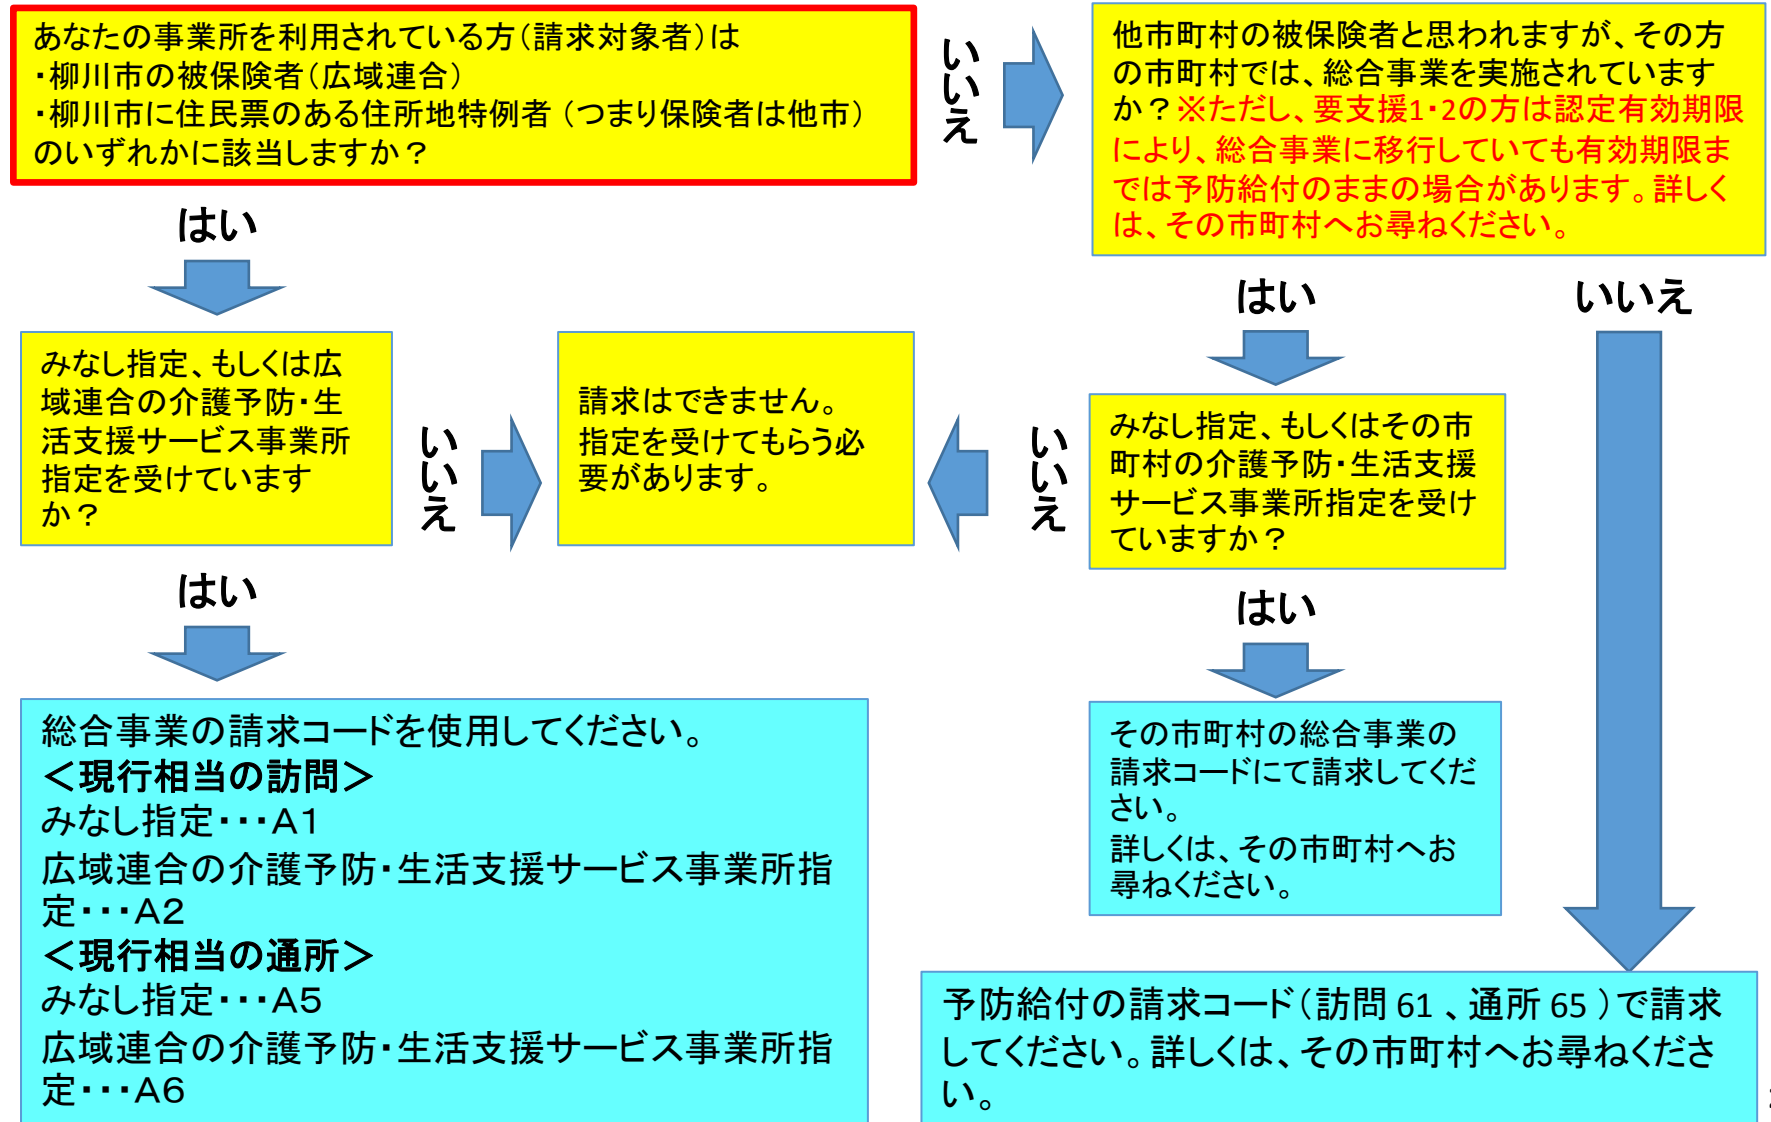 あなたの事業所を利用されている方(請求対象者)は
・柳川市の被保険者(広域連合)
・柳川市に住民票のある住所地特例者(つまり保険者は他市)
のいずれかに該当しますか？
いいえ
他市町村の被保険者と思われますが、その方
の市町村では、総合事業を実施されています
か？※ただし、要支援1・2の方は認定有効期限
により、総合事業に移行していても有効期限ま
では予防給付のままの場合があります。詳しく
は、その市町村へお尋ねください。
はい
はい
いいえ
みなし指定、もしくは広
域連合の介護予防・生
活支援サービス事業所
指定を受けています
か？
いいえ
請求はできません。
指定を受けてもらう必
要があります。
いいえ
みなし指定、もしくはその市
町村の介護予防・生活支援
サービス事業所指定を受け
ていますか？
はい
はい
総合事業の請求コードを使用してください。
＜現行相当の訪問＞
みなし指定・・・A1
広域連合の介護予防・生活支援サービス事業所指
定・・・A2
＜現行相当の通所＞
みなし指定・・・A5
広域連合の介護予防・生活支援サービス事業所指
定・・・A6
その市町村の総合事業の
請求コードにて請求してくだ
さい。
詳しくは、その市町村へお
尋ねください。
予防給付の請求コード(訪問 61 、通所 65 )で請求
してください。詳しくは、その市町村へお尋ねくださ
い。